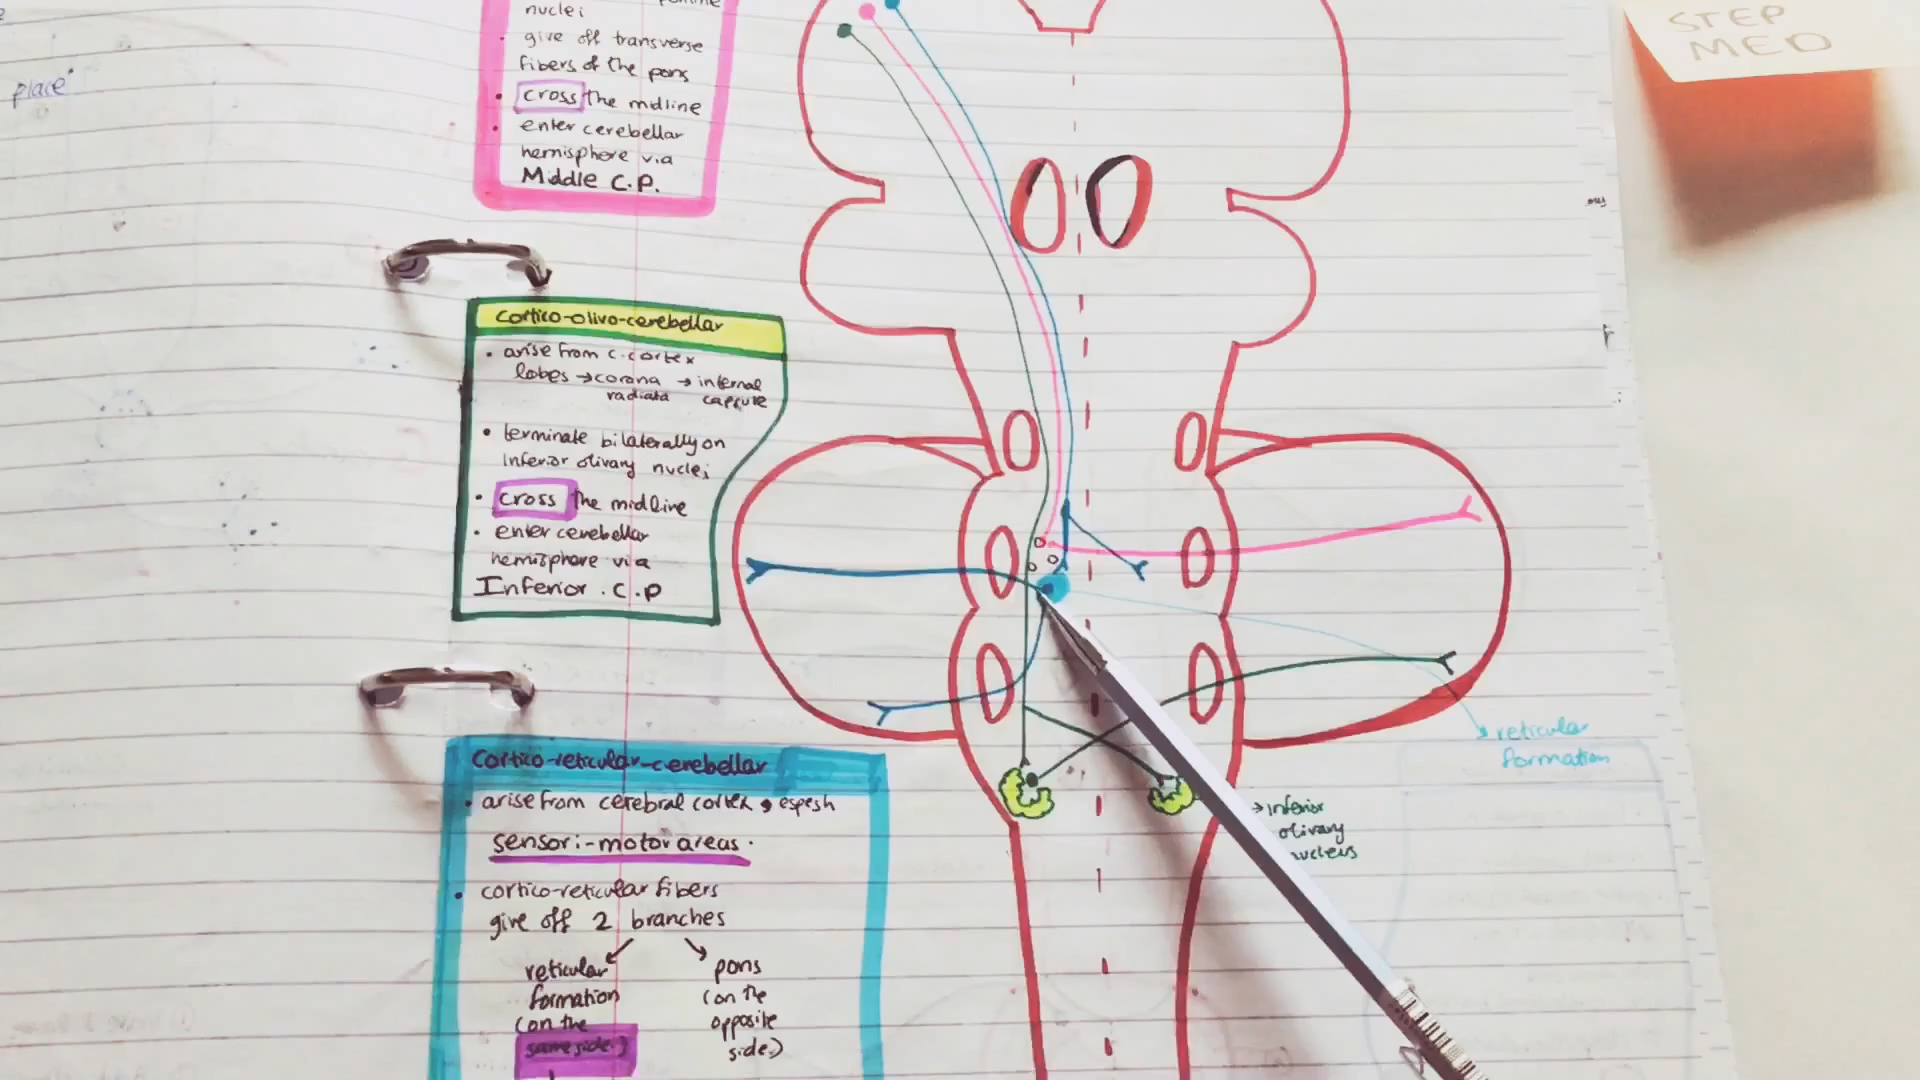 place"
nuclei
give off transverse
fibers of the pons
cross the midline
enter cerebellar
hemisphere via
Middle C.P.
cortico-olivo-cerebellar
arise from c.cortex
lobes → corona → internal
radiata capsule
terminate bilaterally on
inferior olivary nuclei
cross the midline
enter cerebellar
hemisphere via
Inferior . C . P
Cortico-reticular-cerebellar
arise from cerebral cortex, espesh
sensori-motor areas.
cortico-reticular fibers
give off 2 branches
reticular
formation
(on the
same side.)
pons
(on the
opposite
side.)
reticular
formation
→ inferior
olivary
nucleus
STEP
MED